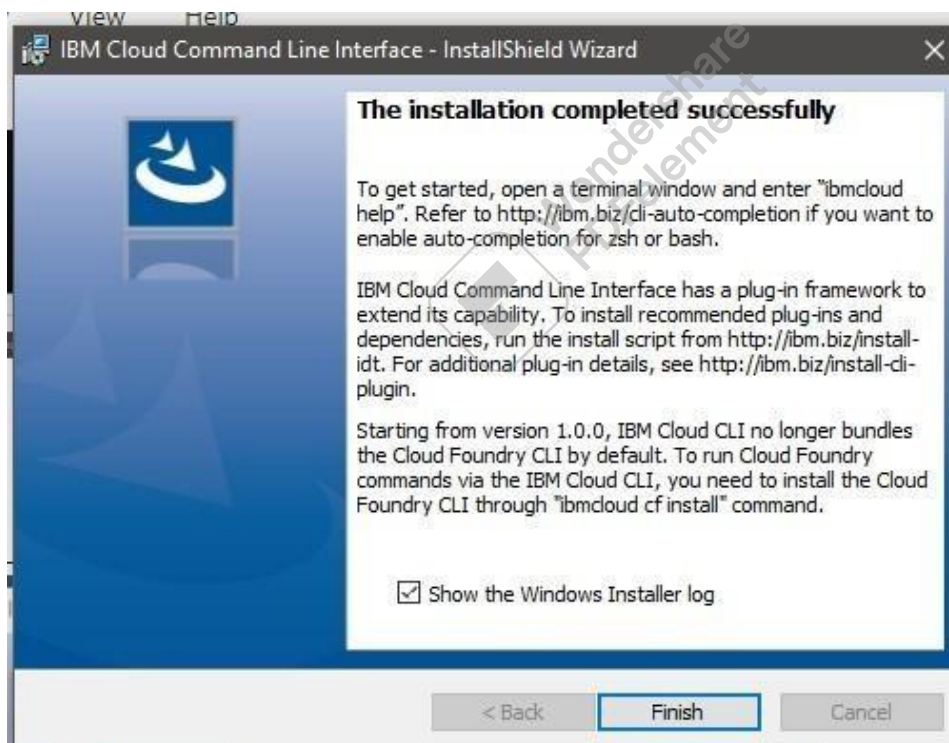 View Help
IBM Cloud Command Line Interface - InstallShield Wizard
The installation completed successfully
To get started, open a terminal window and enter "ibmcloud
help". Refer to http://ibm.biz/cli-auto-completion if you want to
enable auto-completion for zsh or bash.
IBM Cloud Command Line Interface has a plug-in framework to
extend its capability. To install recommended plug-ins and
dependencies, run the install script from http://ibm.biz/install-
idt. For additional plug-in details, see http://ibm.biz/install-cli-
plugin.
Starting from version 1.0.0, IBM Cloud CLI no longer bundles
the Cloud Foundry CLI by default. To run Cloud Foundry
commands via the IBM Cloud CLI, you need to install the Cloud
Foundry CLI through "ibmcloud cf install" command.
Show the Windows Installer log
< Back Finish Cancel
Wondershare
PDFelement